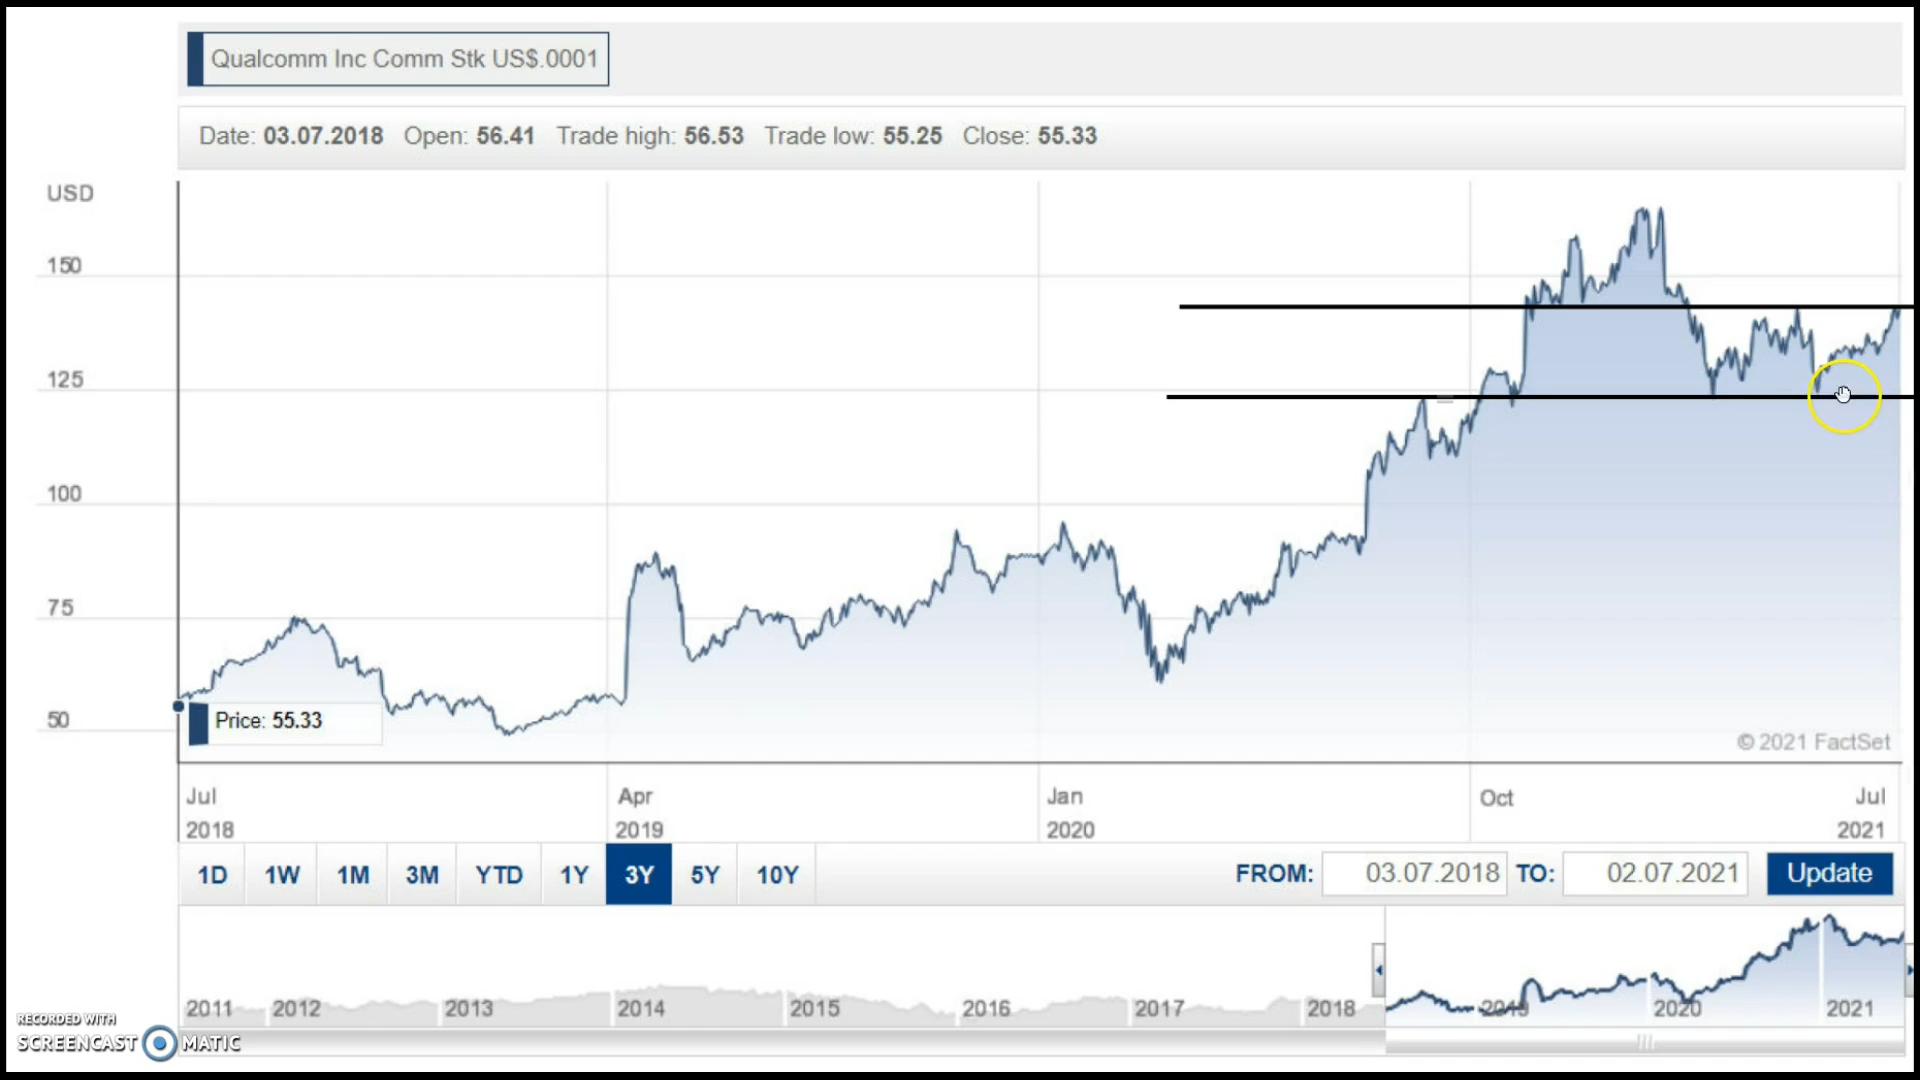 Qualcomm Inc Comm Stk US$.0001
Date: 03.07.2018 Open: 56.41 Trade high: 56.53 Trade low: 55.25 Close: 55.33
USD
150
125
100
75
50
Price: 55.33
© 2021 FactSet
Jul 2018
Apr 2019
Jan 2020
Oct
Jul 2021
1D 1W 1M 3M YTD 1Y 3Y 5Y 10Y FROM: 03.07.2018 TO: 02.07.2021 Update
2011 2012 2013 2014 2015 2016 2017 2018 2019 2020 2021
RECORDED WITH
SCREENCAST MATIC